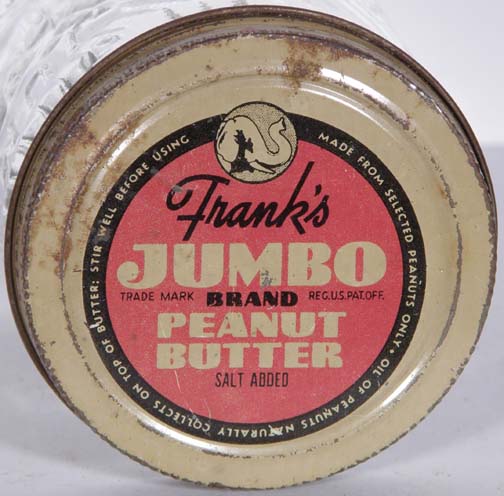 Frank's
JUMBO
TRADE MARK BRAND REG.U.S.PAT.OFF.
PEANUT
BUTTER
SALT ADDED
MADE FROM SELECTED PEANUTS ONLY • OIL OF PEANUTS NATURALLY COLLECTS ON TOP OF BUTTER: STIR WELL BEFORE USING